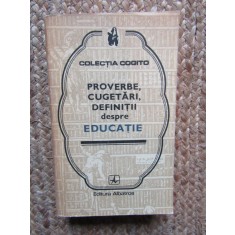 COLECȚIA COGITO
PROVERBE,
CUGETĂRI,
DEFINIȚII
despre
EDUCAȚIE
Editura Albatros